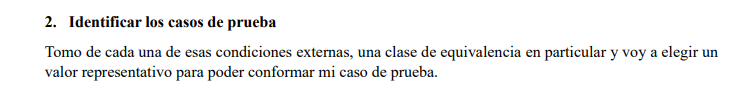 2. Identificar los casos de prueba
Tomo de cada una de esas condiciones externas, una clase de equivalencia en particular y voy a elegir un
valor representativo para poder conformar mi caso de prueba.